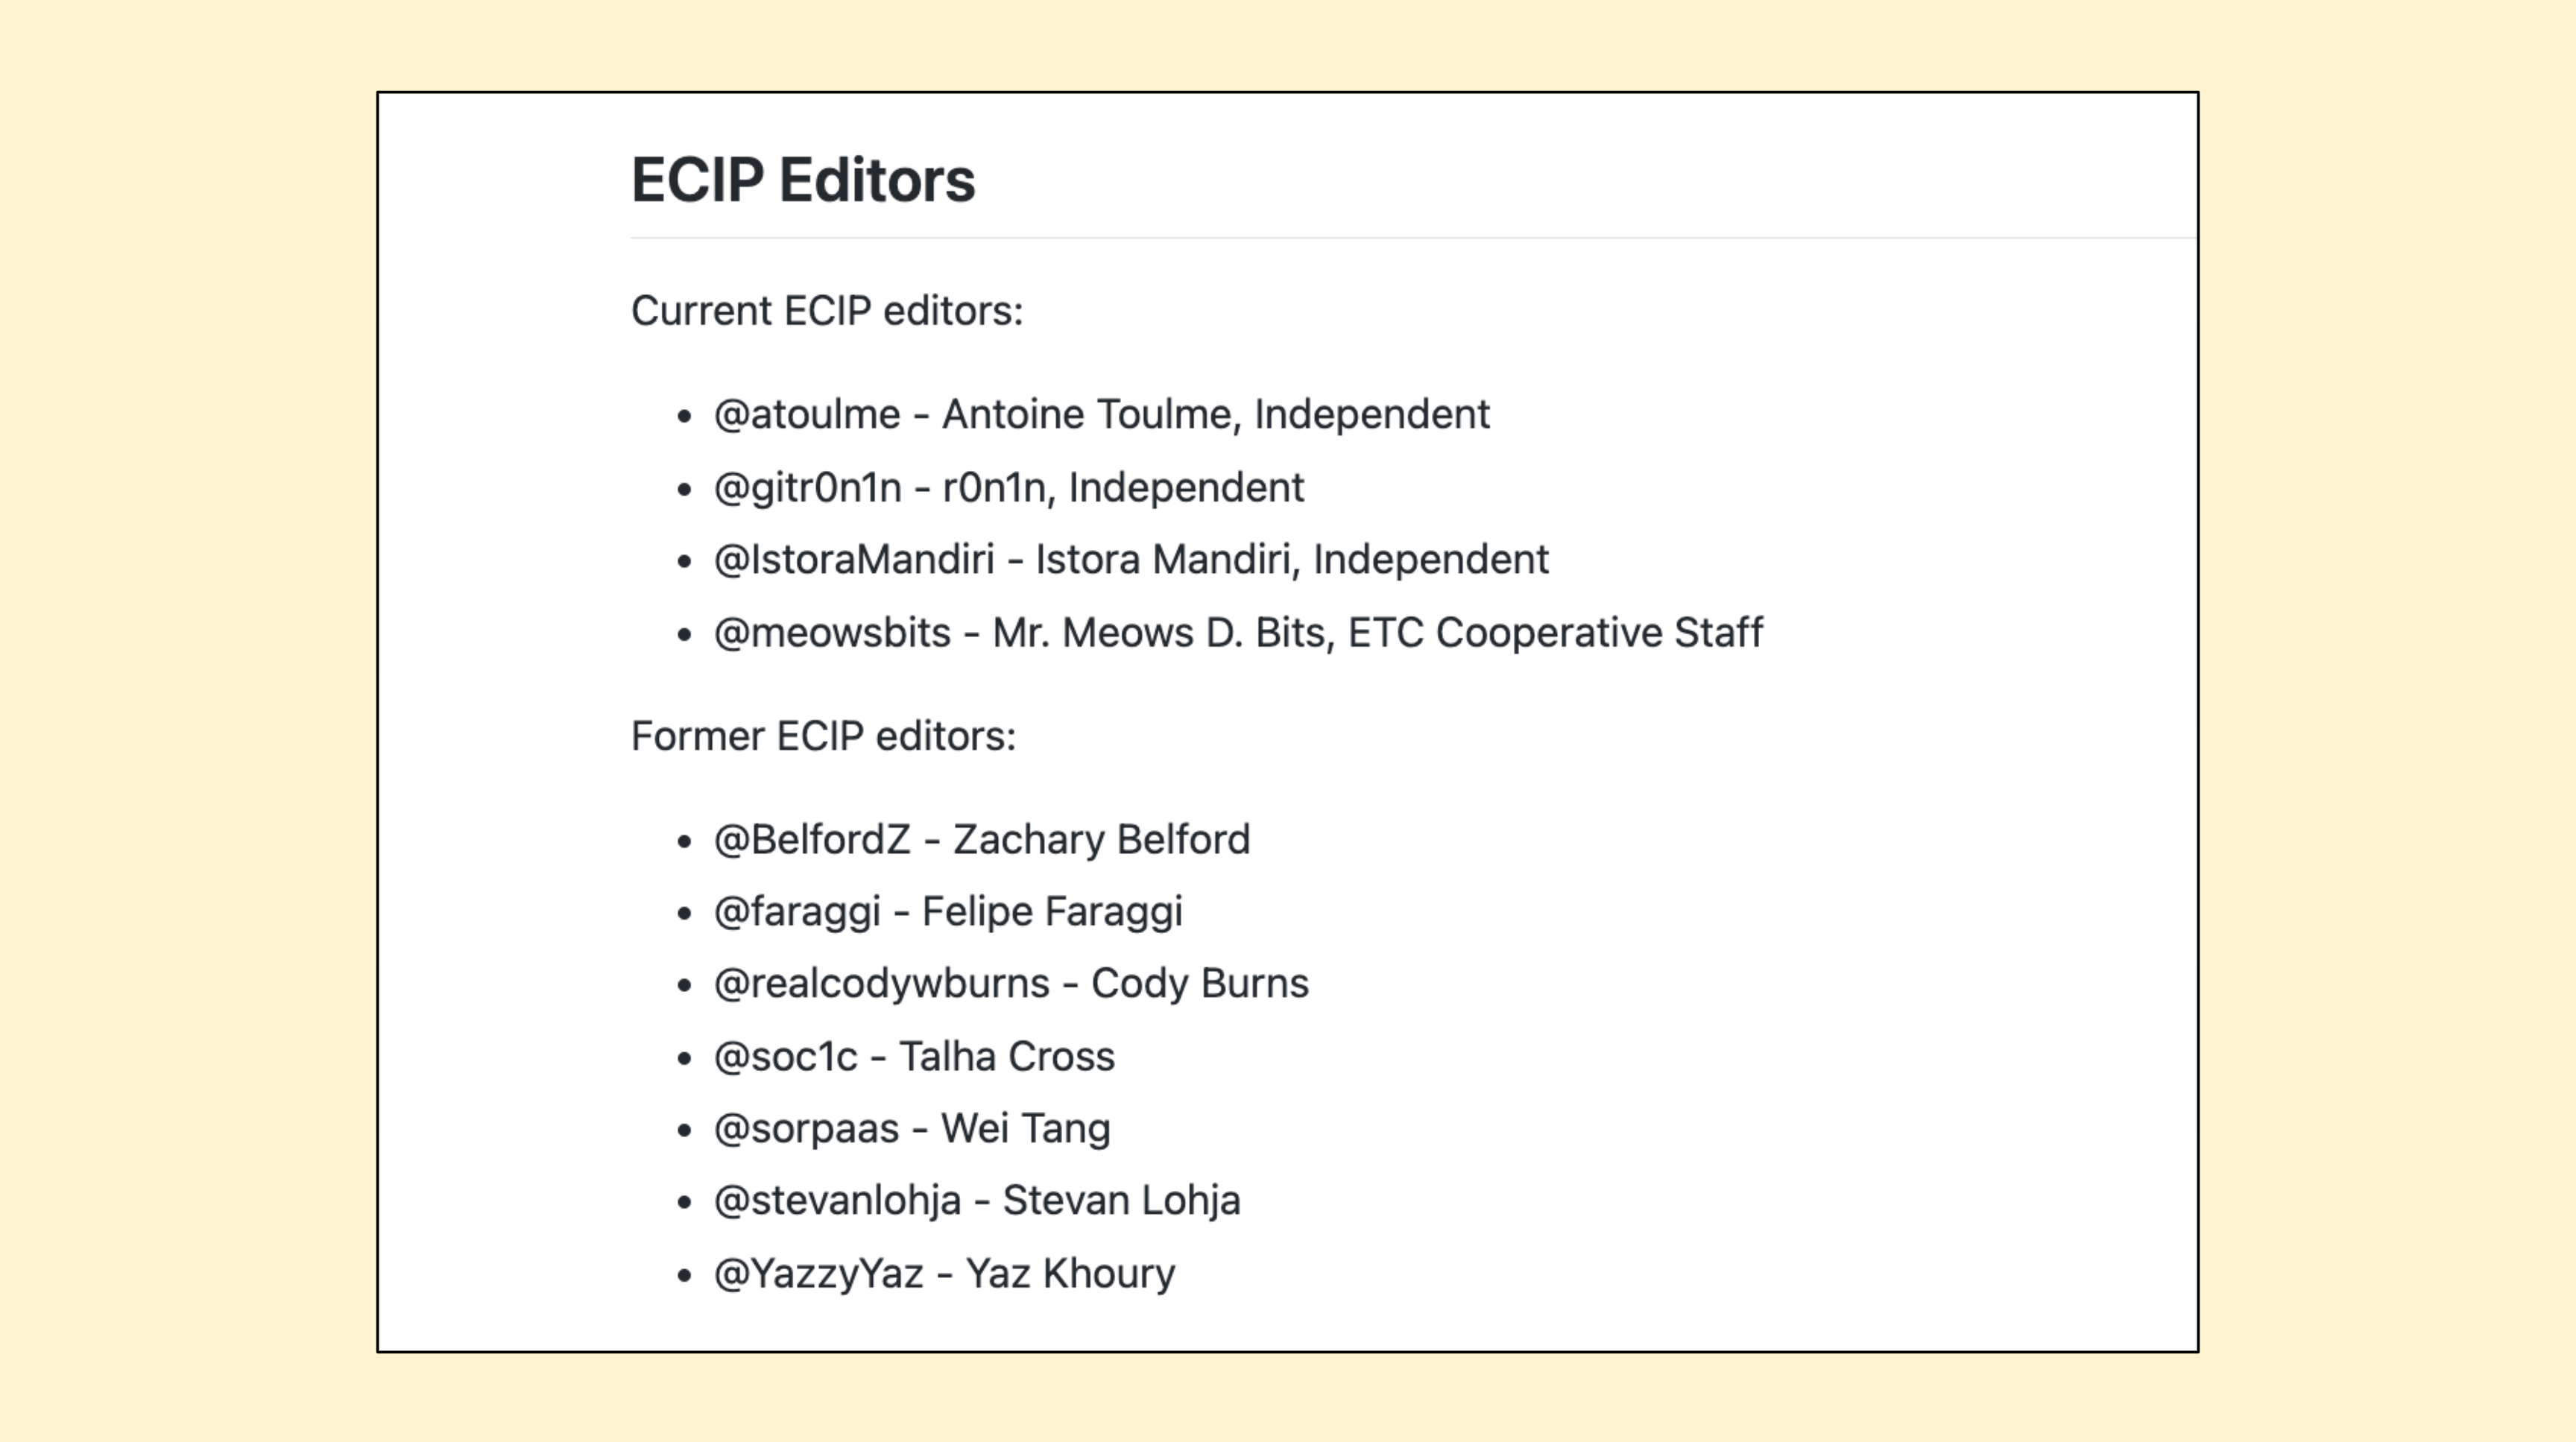 ECIP Editors
Current ECIP editors:
• @atoulme - Antoine Toulme, Independent
• @gitr0n1n - r0n1n, Independent
• @IstoraMandiri - Istora Mandiri, Independent
• @meowsbits - Mr. Meows D. Bits, ETC Cooperative Staff
Former ECIP editors:
• @BelfordZ - Zachary Belford
• @faraggi - Felipe Faraggi
• @realcodywburns - Cody Burns
• @soc1c - Talha Cross
• @sorpaas - Wei Tang
• @stevanlohja - Stevan Lohja
• @YazzyYaz - Yaz Khoury